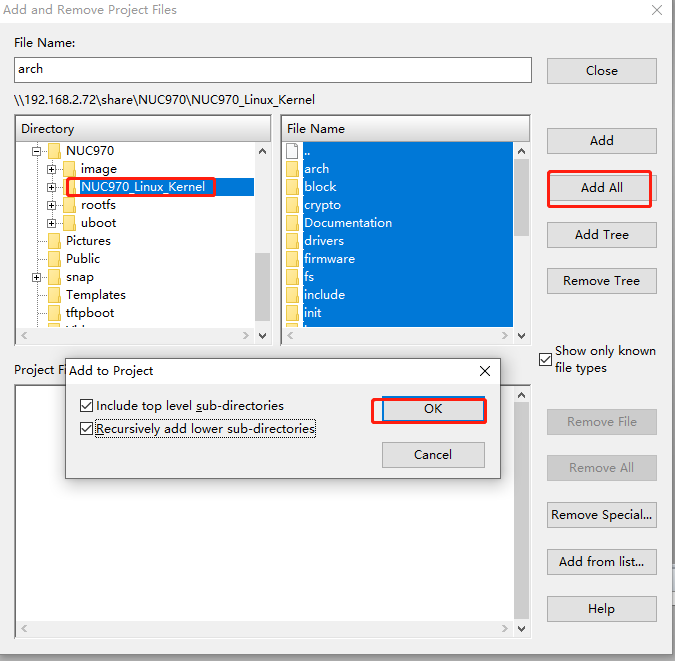 Add and Remove Project Files
File Name:
arch
Close
\\192.168.2.72\share\NUC970\NUC970_Linux_Kernel
Directory
File Name
NUC970
image
NUC970_Linux_Kernel
rootfs
uboot
Pictures
Public
snap
Templates
tftpboot
..
arch
block
crypto
Documentation
drivers
firmware
fs
include
init
Add
Add All
Add Tree
Remove Tree
Show only known
file types
Project Fi
Add to Project
Include top level sub-directories
Recursively add lower sub-directories
OK
Cancel
Remove File
Remove All
Remove Special...
Add from list...
Help